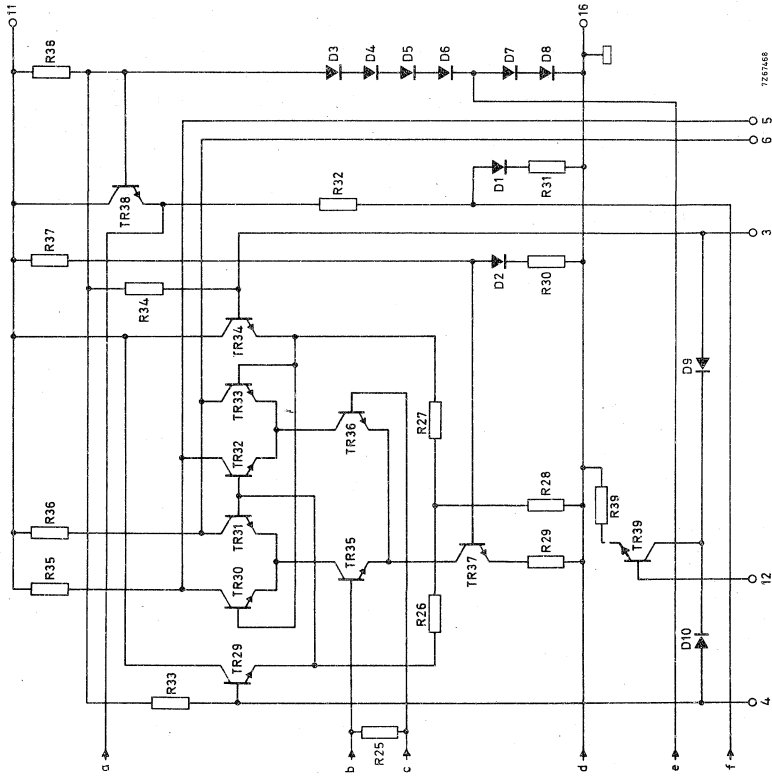 11
R38
R37
R36
R35
TR38
R34
R33
a
TR34
TR33
TR32
TR31
TR30
TR29
D3
D4
D5
D6
D7
D8
R32
D1
R31
TR36
TR35
b
R25
c
R27
R26
D2
R30
TR37
R28
R29
16
d
R39
TR39
D9
D10
e
f
7Z67468
4
12
3
6
5